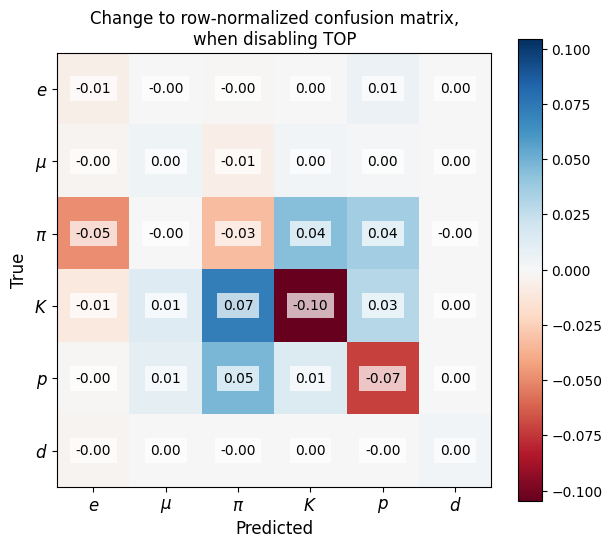 Change to row-normalized confusion matrix,
when disabling TOP
0.100
0.075
0.050
0.025
0.000
−0.025
−0.050
−0.075
−0.100
True
e -0.01 -0.00 -0.00 0.00 0.01 0.00
μ -0.00 0.00 -0.01 0.00 0.00 0.00
π -0.05 -0.00 -0.03 0.04 0.04 -0.00
K -0.01 0.01 0.07 -0.10 0.03 0.00
p -0.00 0.01 0.05 0.01 -0.07 0.00
d -0.00 0.00 -0.00 0.00 -0.00 0.00
e μ π K p d
Predicted